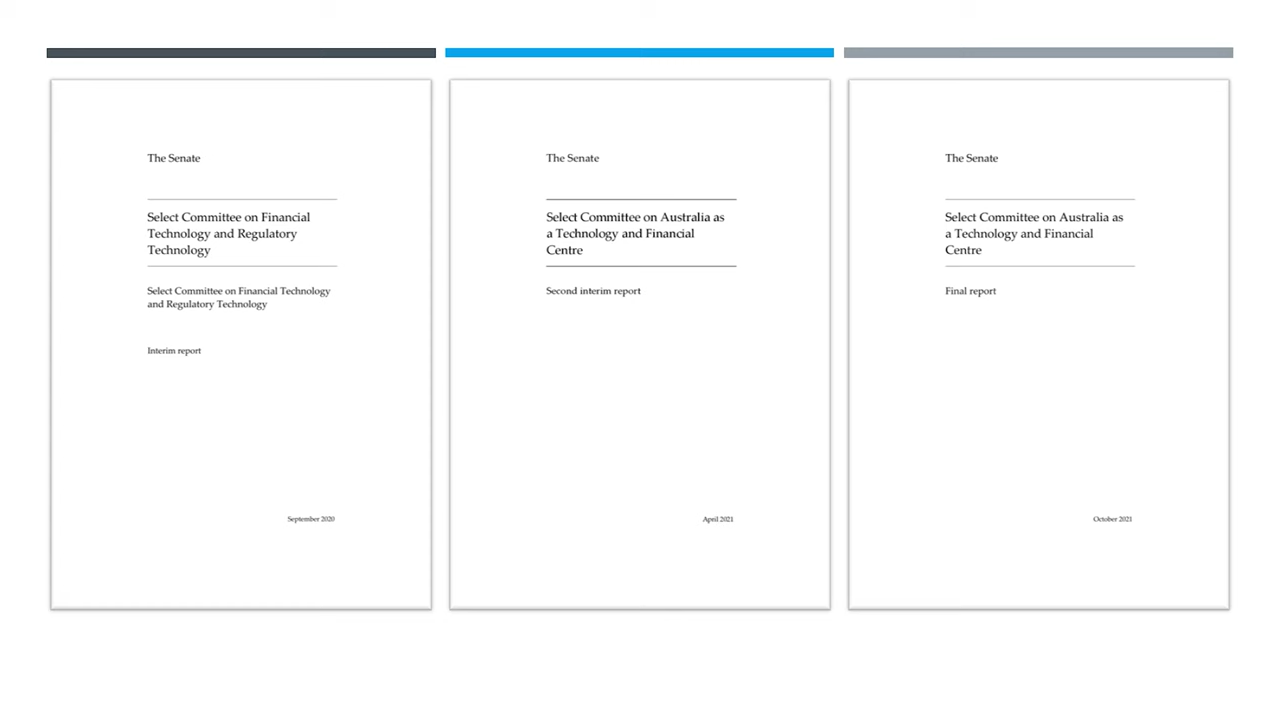 The Senate
Select Committee on Financial
Technology and Regulatory
Technology
Select Committee on Financial Technology
and Regulatory Technology
Interim report
September 2020
The Senate
Select Committee on Australia as
a Technology and Financial
Centre
Second interim report
April 2021
The Senate
Select Committee on Australia as
a Technology and Financial
Centre
Final report
October 2021